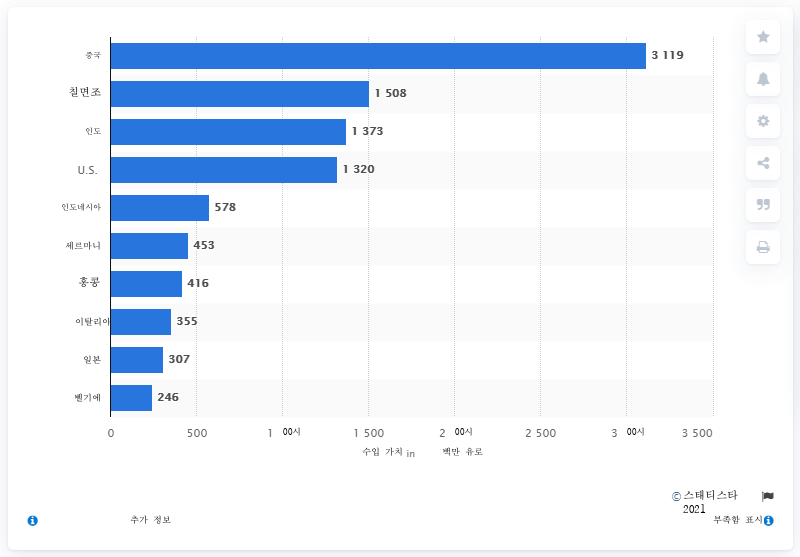 중국 3 119
칠면조 1 508
인도 1 373
U.S. 1 320
인도네시아 578
제르마니 453
홍콩 416
이탈리아 355
일본 307
벨기에 246
0 500 1 00시 1 500 2 00시 2 500 3 00시 3 500
수입 가치 in 백만 유로
© 스태티스타
2021
추가 정보 부족함 표시